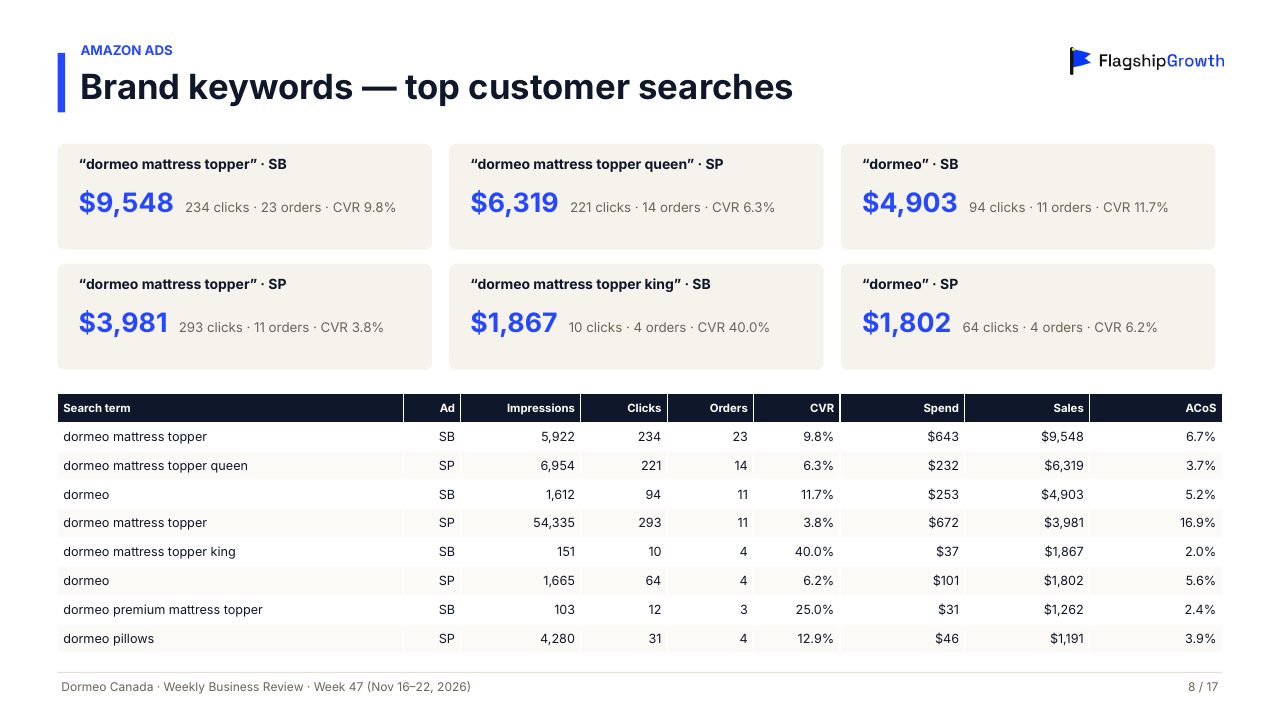 AMAZON ADS
Brand keywords — top customer searches
FlagshipGrowth
“dormeo mattress topper” · SB
$9,548 234 clicks · 23 orders · CVR 9.8%
“dormeo mattress topper queen” · SP
$6,319 221 clicks · 14 orders · CVR 6.3%
“dormeo” · SB
$4,903 94 clicks · 11 orders · CVR 11.7%
“dormeo mattress topper” · SP
$3,981 293 clicks · 11 orders · CVR 3.8%
“dormeo mattress topper king” · SB
$1,867 10 clicks · 4 orders · CVR 40.0%
“dormeo” · SP
$1,802 64 clicks · 4 orders · CVR 6.2%
Search term Ad Impressions Clicks Orders CVR Spend Sales ACoS
dormeo mattress topper SB 5,922 234 23 9.8% $643 $9,548 6.7%
dormeo mattress topper queen SP 6,954 221 14 6.3% $232 $6,319 3.7%
dormeo SB 1,612 94 11 11.7% $253 $4,903 5.2%
dormeo mattress topper SP 54,335 293 11 3.8% $672 $3,981 16.9%
dormeo mattress topper king SB 151 10 4 40.0% $37 $1,867 2.0%
dormeo SP 1,665 64 4 6.2% $101 $1,802 5.6%
dormeo premium mattress topper SB 103 12 3 25.0% $31 $1,262 2.4%
dormeo pillows SP 4,280 31 4 12.9% $46 $1,191 3.9%
Dormeo Canada · Weekly Business Review · Week 47 (Nov 16–22, 2026)
8 / 17